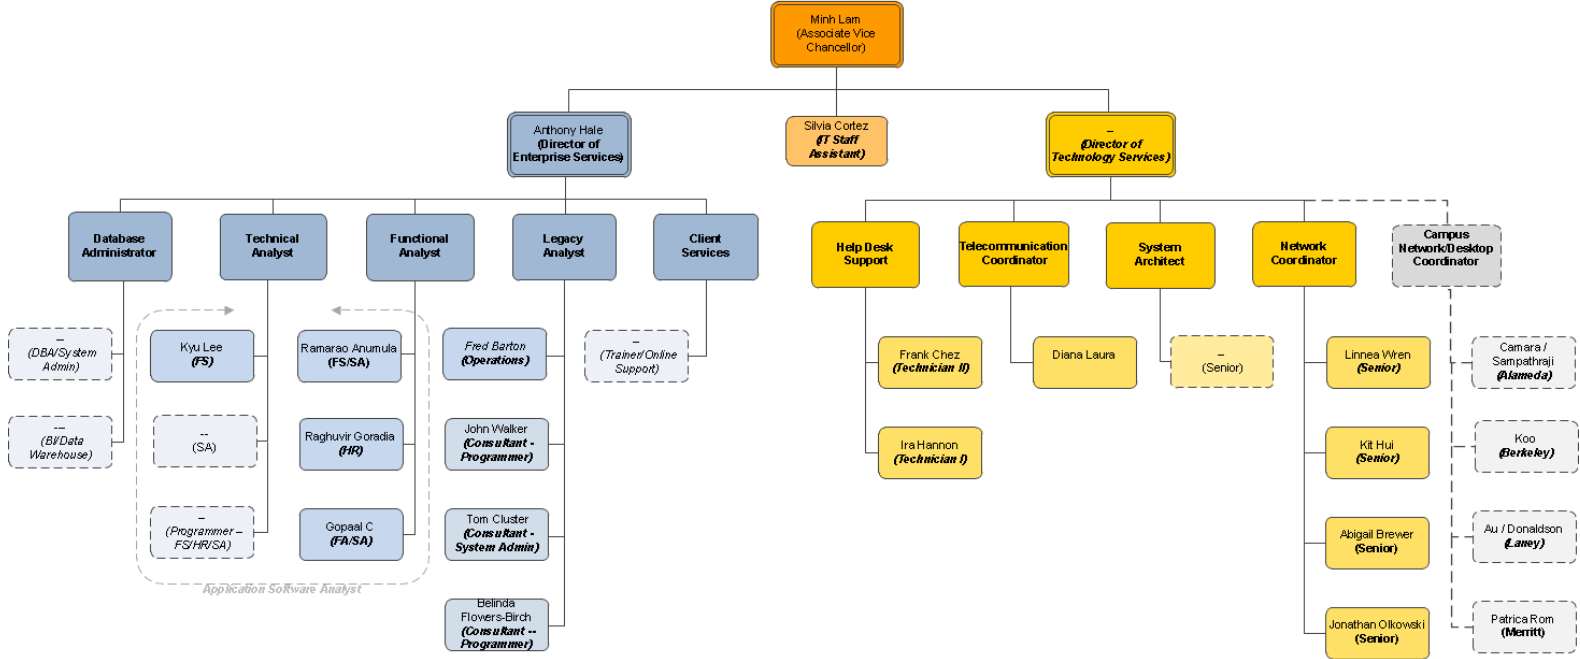 Minh Lam
(Associate Vice
Chancellor)
Anthony Hale
(Director of
Enterprise Services)
Silvia Cortez
(IT Staff
Assistant)
--
(Director of
Technology Services)
Database
Administrator
Technical
Analyst
Functional
Analyst
Legacy
Analyst
Client
Services
Help Desk
Support
Telecommunication
Coordinator
System
Architect
Network
Coordinator
Campus
Network/Desktop
Coordinator
--
(DBA/System
Admin)
Kyu Lee
(FS)
Ramarao Anumula
(FS/SA)
Fred Barton
(Operations)
--
(Trainer/Online
Support)
Frank Chez
(Technician II)
Diana Laura
--
(Senior)
Linnea Wren
(Senior)
Camara /
Sampathraji
(Alameda)
---
(BI/Data
Warehouse)
--
(SA)
Raghuvir Goradia
(HR)
John Walker
(Consultant -
Programmer)
Ira Hannon
(Technician I)
Kit Hui
(Senior)
Koo
(Berkeley)
--
(Programmer –
FS/HR/SA)
Gopaal C
(FA/SA)
Tom Cluster
(Consultant -
System Admin)
Abigail Brewer
(Senior)
Au / Donaldson
(Laney)
Application Software Analyst
Belinda
Flowers-Birch
(Consultant --
Programmer)
Jonathan Olkowski
(Senior)
Patrica Rom
(Merritt)